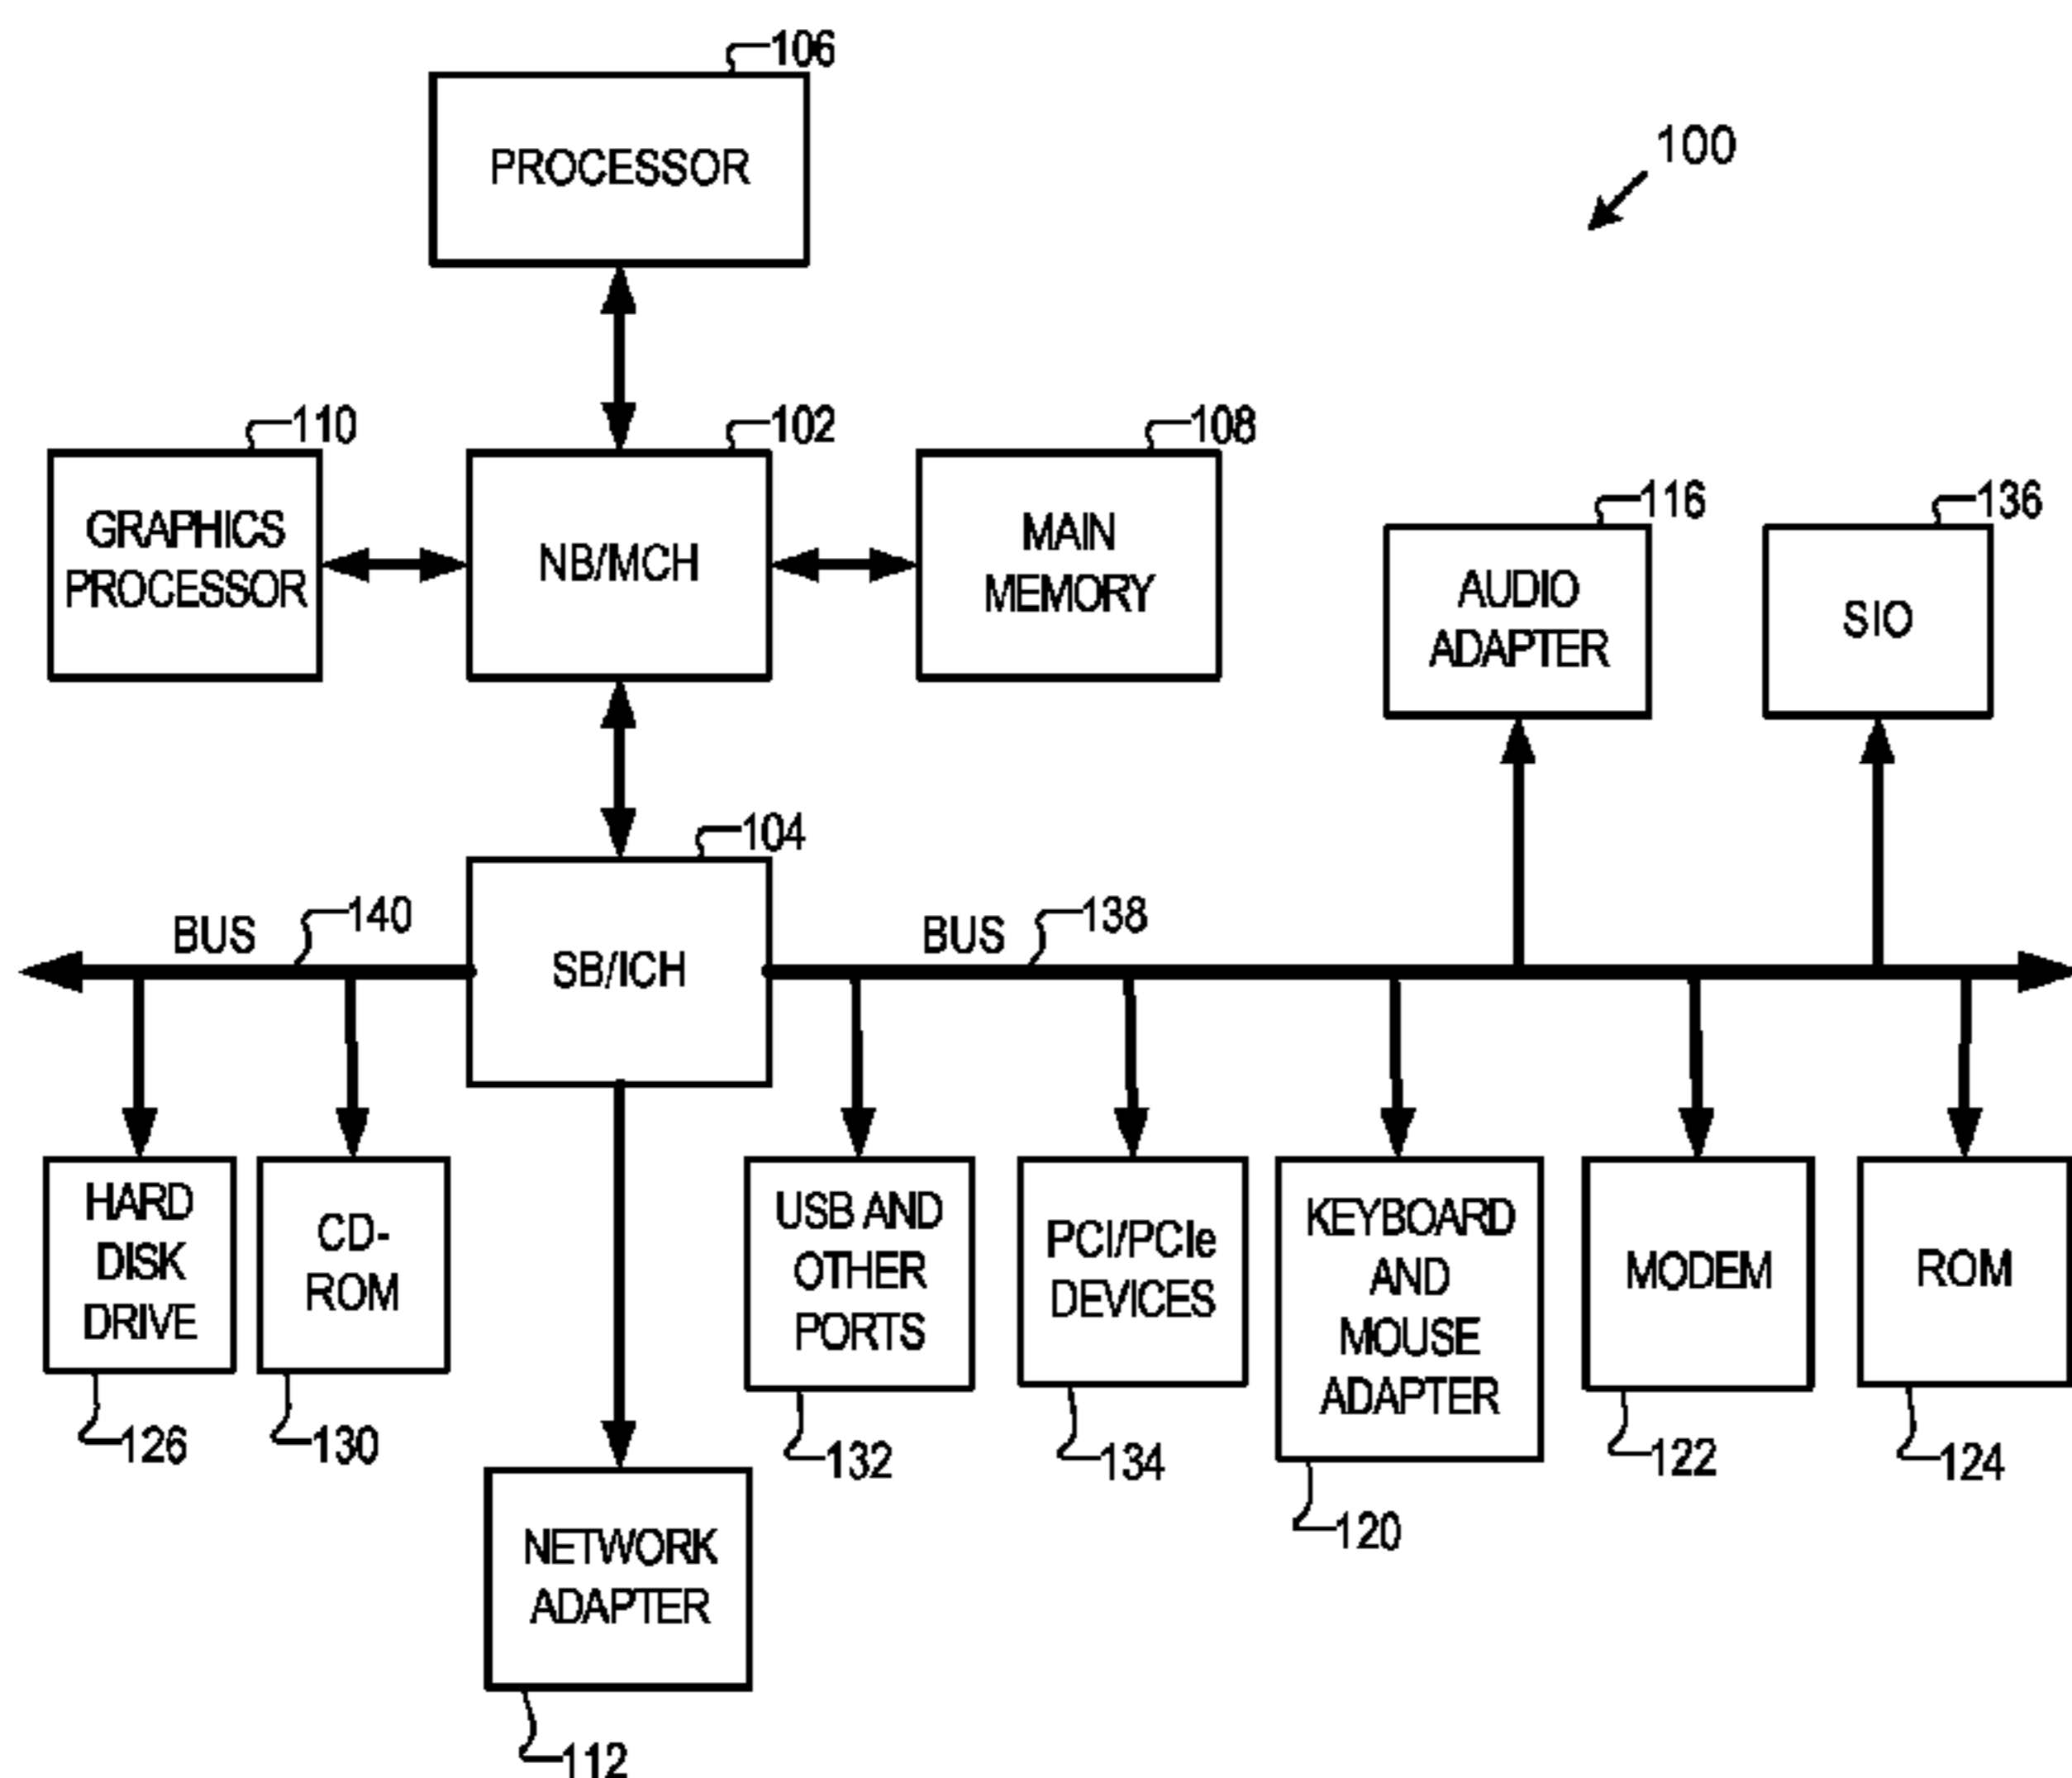 106
PROCESSOR
100
110
102
108
GRAPHICS
PROCESSOR
NB/MCH
MAIN
MEMORY
116
136
AUDIO
ADAPTER
SIO
104
BUS
140
SB/ICH
BUS
138
HARD
DISK
DRIVE
CD-
ROM
USB AND
OTHER
PORTS
PCI/PCIe
DEVICES
KEYBOARD
AND
MOUSE
ADAPTER
MODEM
ROM
126
130
132
134
120
122
124
NETWORK
ADAPTER
112